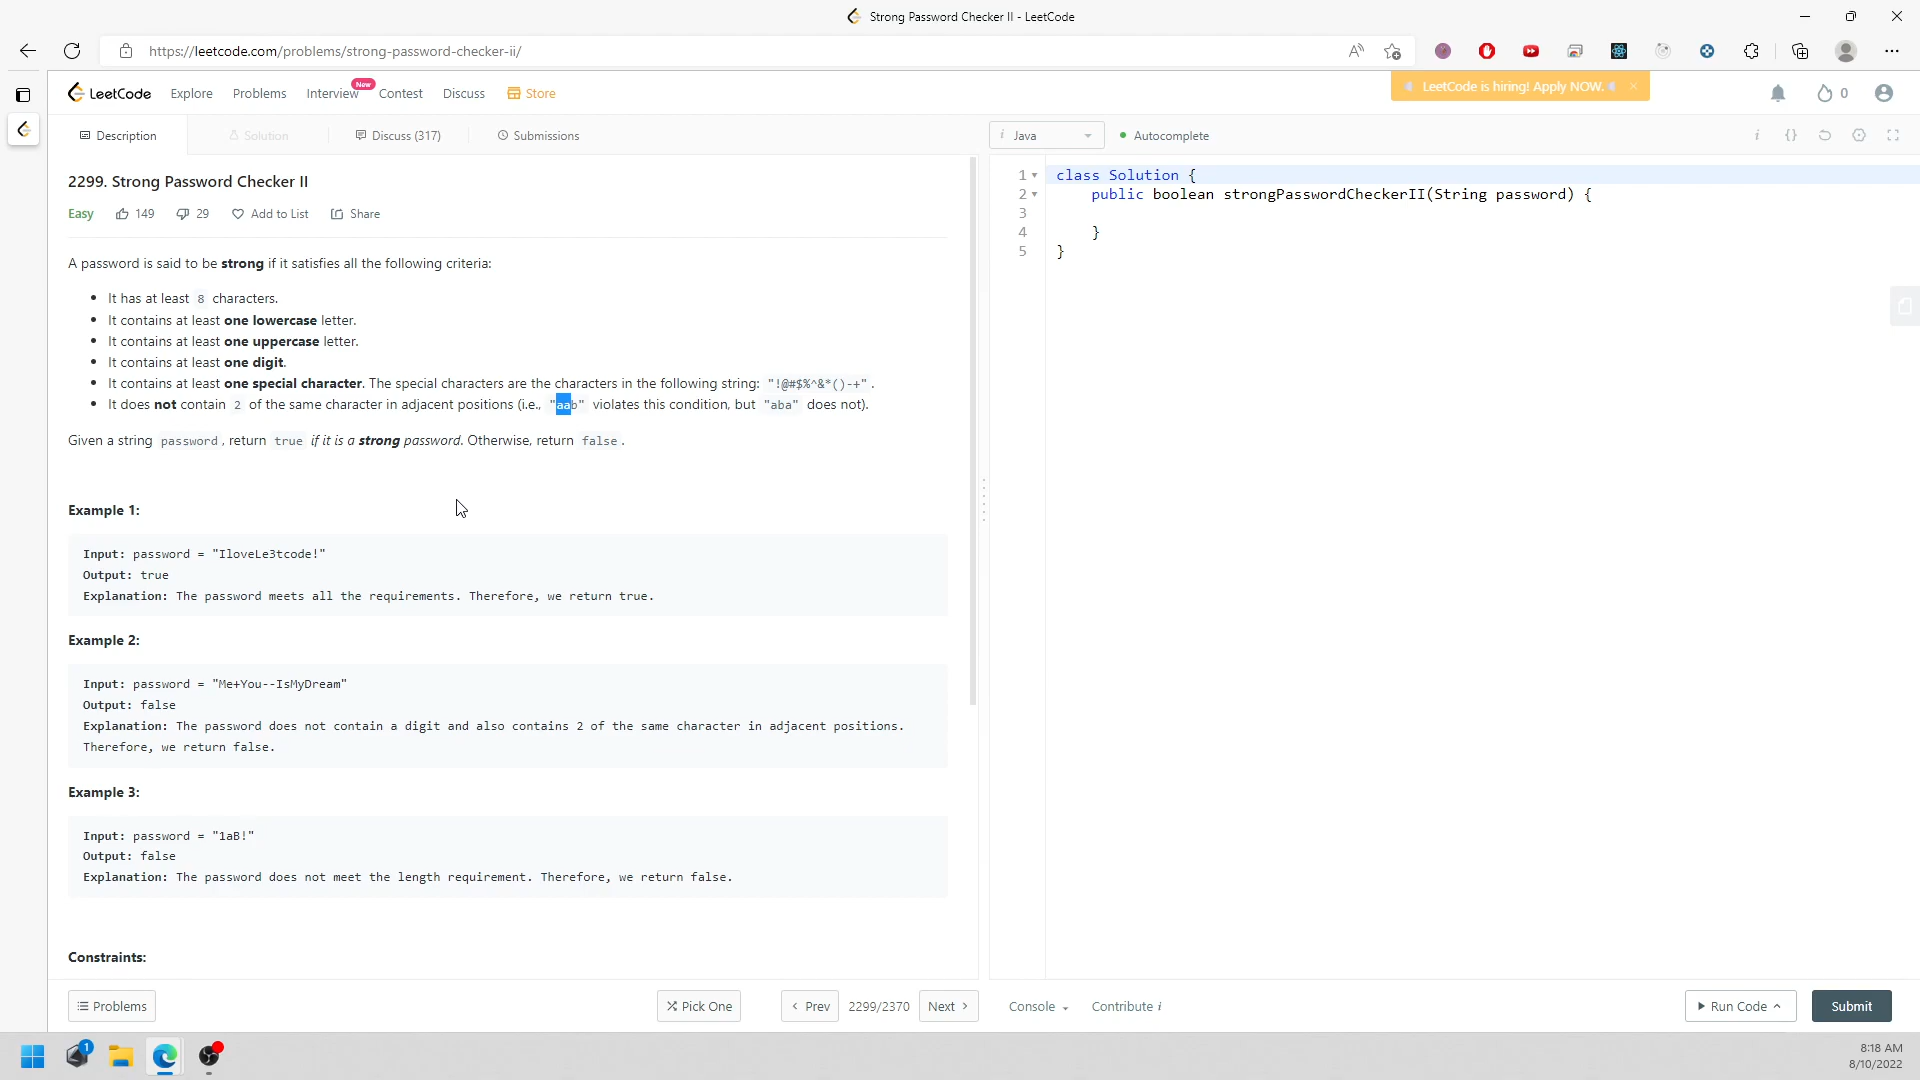 Strong Password Checker II - LeetCode
https://leetcode.com/problems/strong-password-checker-ii/
LeetCode Explore Problems Interview New Contest Discuss Store
LeetCode is hiring! Apply NOW.
0
Description Solution Discuss (317) Submissions
i Java Autocomplete
2299. Strong Password Checker II
Easy 149 29 Add to List Share
A password is said to be strong if it satisfies all the following criteria:
• It has at least 8 characters.
• It contains at least one lowercase letter.
• It contains at least one uppercase letter.
• It contains at least one digit.
• It contains at least one special character. The special characters are the characters in the following string: "!@#$%^&*()-+".
• It does not contain 2 of the same character in adjacent positions (i.e., "aab" violates this condition, but "aba" does not).
Given a string password, return true if it is a strong password. Otherwise, return false.
Example 1:
Input: password = "IloveLe3tcode!"
Output: true
Explanation: The password meets all the requirements. Therefore, we return true.
Example 2:
Input: password = "Me+You--IsMyDream"
Output: false
Explanation: The password does not contain a digit and also contains 2 of the same character in adjacent positions.
Therefore, we return false.
Example 3:
Input: password = "1aB!"
Output: false
Explanation: The password does not meet the length requirement. Therefore, we return false.
Constraints:
1 class Solution {
2 public boolean strongPasswordCheckerII(String password) {
3
4 }
5 }
Problems Pick One < Prev 2299/2370 Next >
Console Contribute i Run Code Submit
1
8:18 AM
8/10/2022